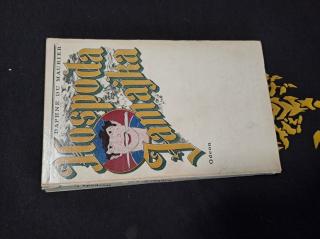 DAPHNE DU MAURIER
Hospoda
Jamajka
Odeon